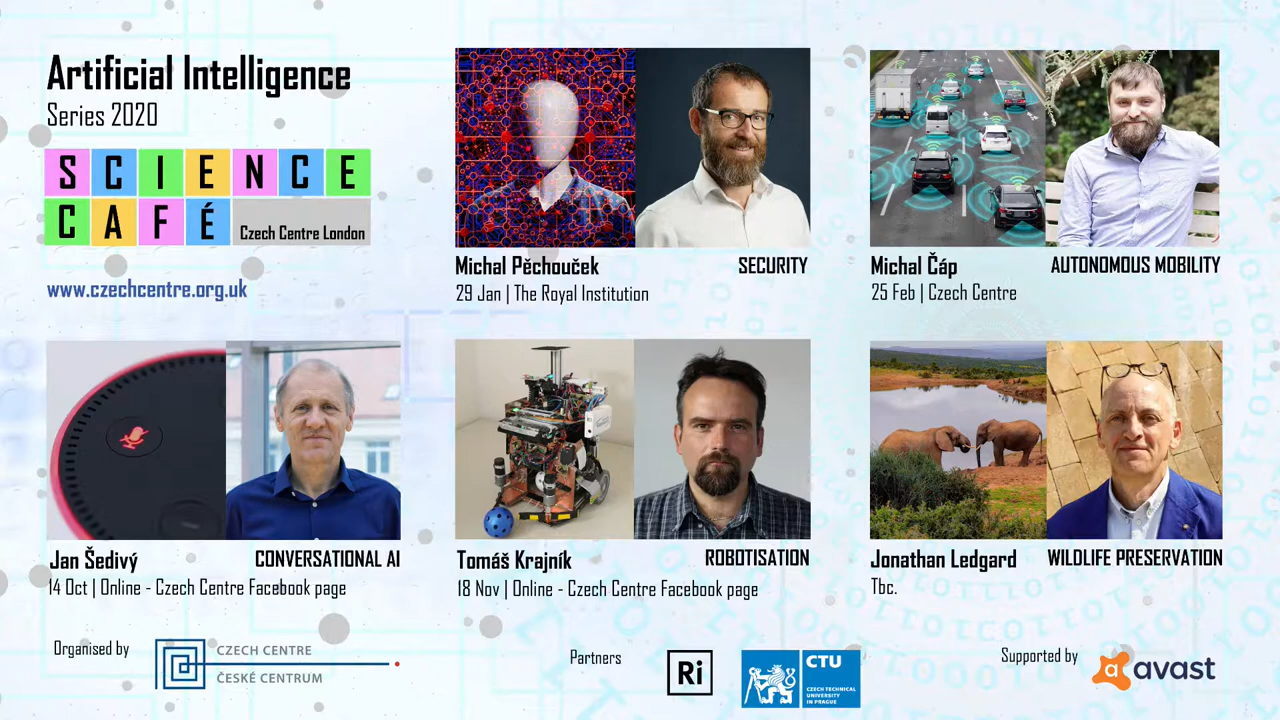 Artificial Intelligence
Series 2020
SCIENCE
CAFÉ
Czech Centre London
www.czechcentre.org.uk
Michal Pěchouček
SECURITY
29 Jan | The Royal Institution
Michal Čáp
AUTONOMOUS MOBILITY
25 Feb | Czech Centre
Jan Šedivý
CONVERSATIONAL AI
14 Oct | Online - Czech Centre Facebook page
Tomáš Krajník
ROBOTISATION
18 Nov | Online - Czech Centre Facebook page
Jonathan Ledgard
WILDLIFE PRESERVATION
Tbc.
Organised by
CZECH CENTRE
ČESKÉ CENTRUM
Partners
Ri
CTU
CZECH TECHNICAL
UNIVERSITY
IN PRAGUE
Supported by
a avast